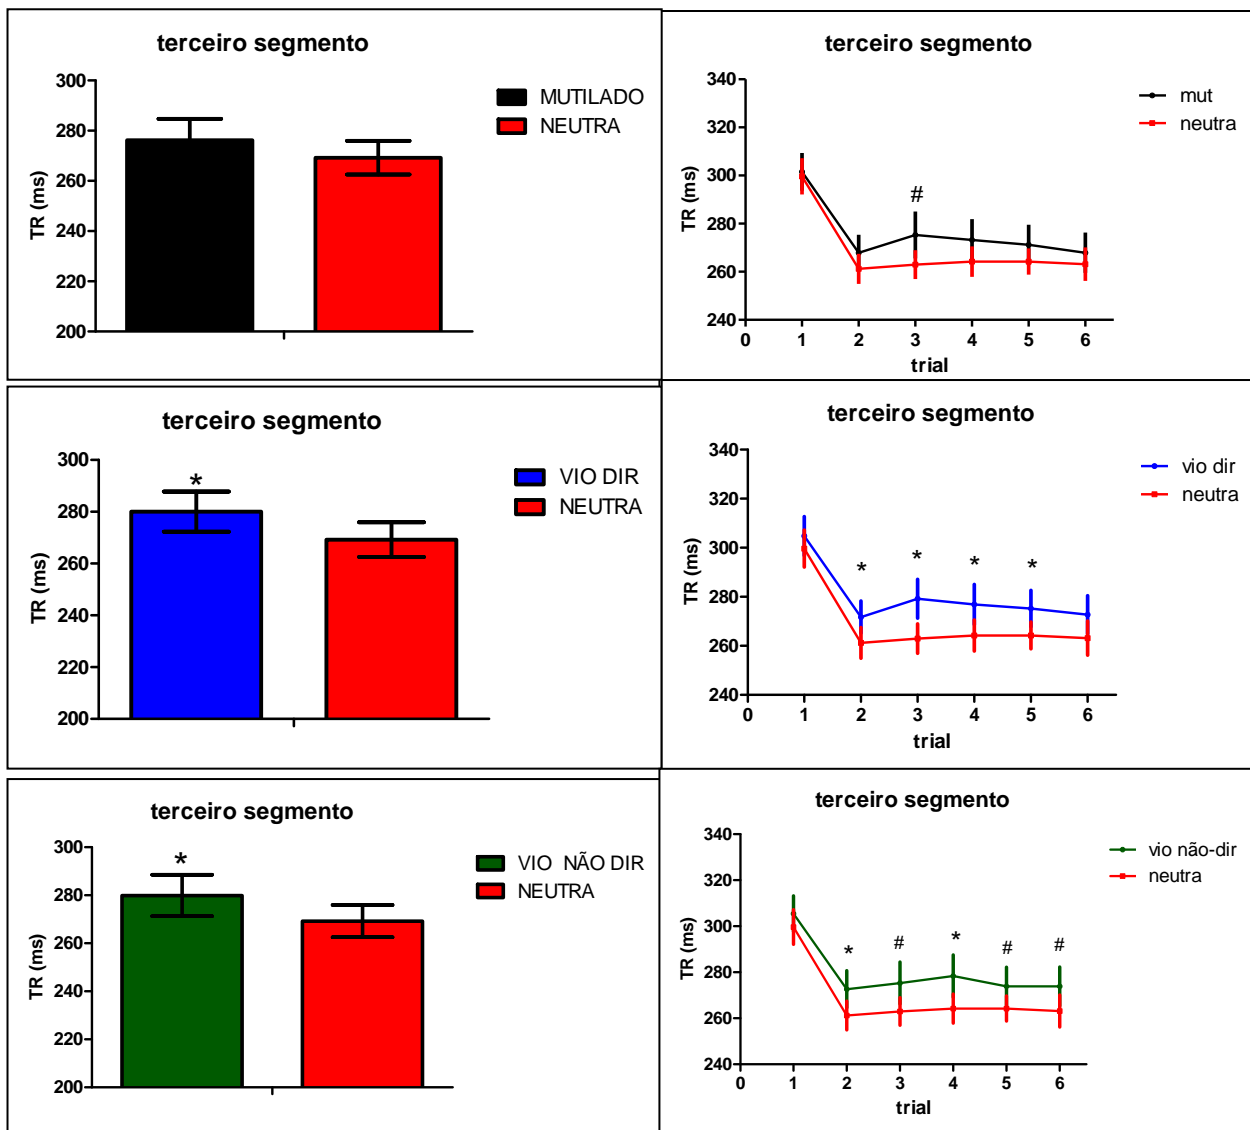 terceiro segmento
300
280
260
240
220
200
TR (ms)
MUTILADO
NEUTRA
terceiro segmento
340
320
300
280
260
240
TR (ms)
#
0 1 2 3 4 5 6
trial
mut
neutra
terceiro segmento
300
280
260
240
220
200
TR (ms)
*
VIO DIR
NEUTRA
terceiro segmento
340
320
300
280
260
240
TR (ms)
* * * *
0 1 2 3 4 5 6
trial
vio dir
neutra
terceiro segmento
300
280
260
240
220
200
TR (ms)
*
VIO NÃO DIR
NEUTRA
terceiro segmento
340
320
300
280
260
240
TR (ms)
* # * # #
0 1 2 3 4 5 6
trial
vio não-dir
neutra